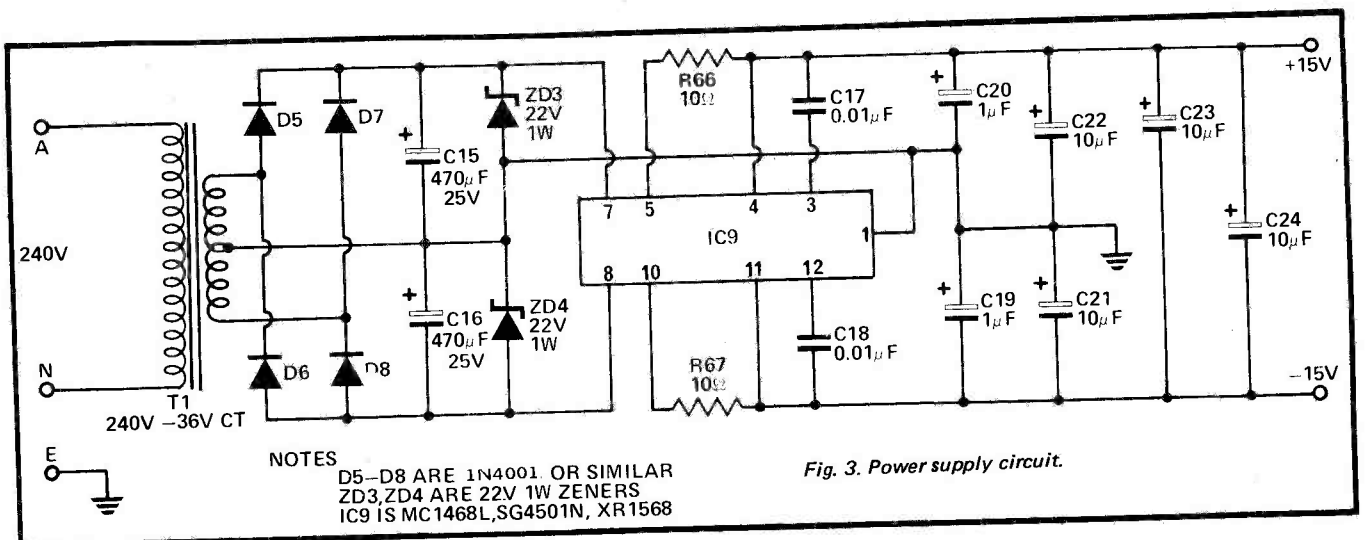 A
240V
N
T1
240V –36V CT
E
D5
D7
D6
D8
C15
470μF
25V
C16
470μF
25V
ZD3
22V
1W
ZD4
22V
1W
R66
10Ω
C17
0.01μF
7
5
4
3
IC9
1
8
10
11
12
C18
0.01μF
R67
10Ω
C20
1μF
C22
10μF
C23
10μF
C24
10μF
C19
1μF
C21
10μF
+15V
–15V
+
+
+
+
+
+
+
+
NOTES
D5–D8 ARE 1N4001. OR SIMILAR
ZD3,ZD4 ARE 22V 1W ZENERS
IC9 IS MC1468L,SG4501N, XR1568
Fig. 3. Power supply circuit.